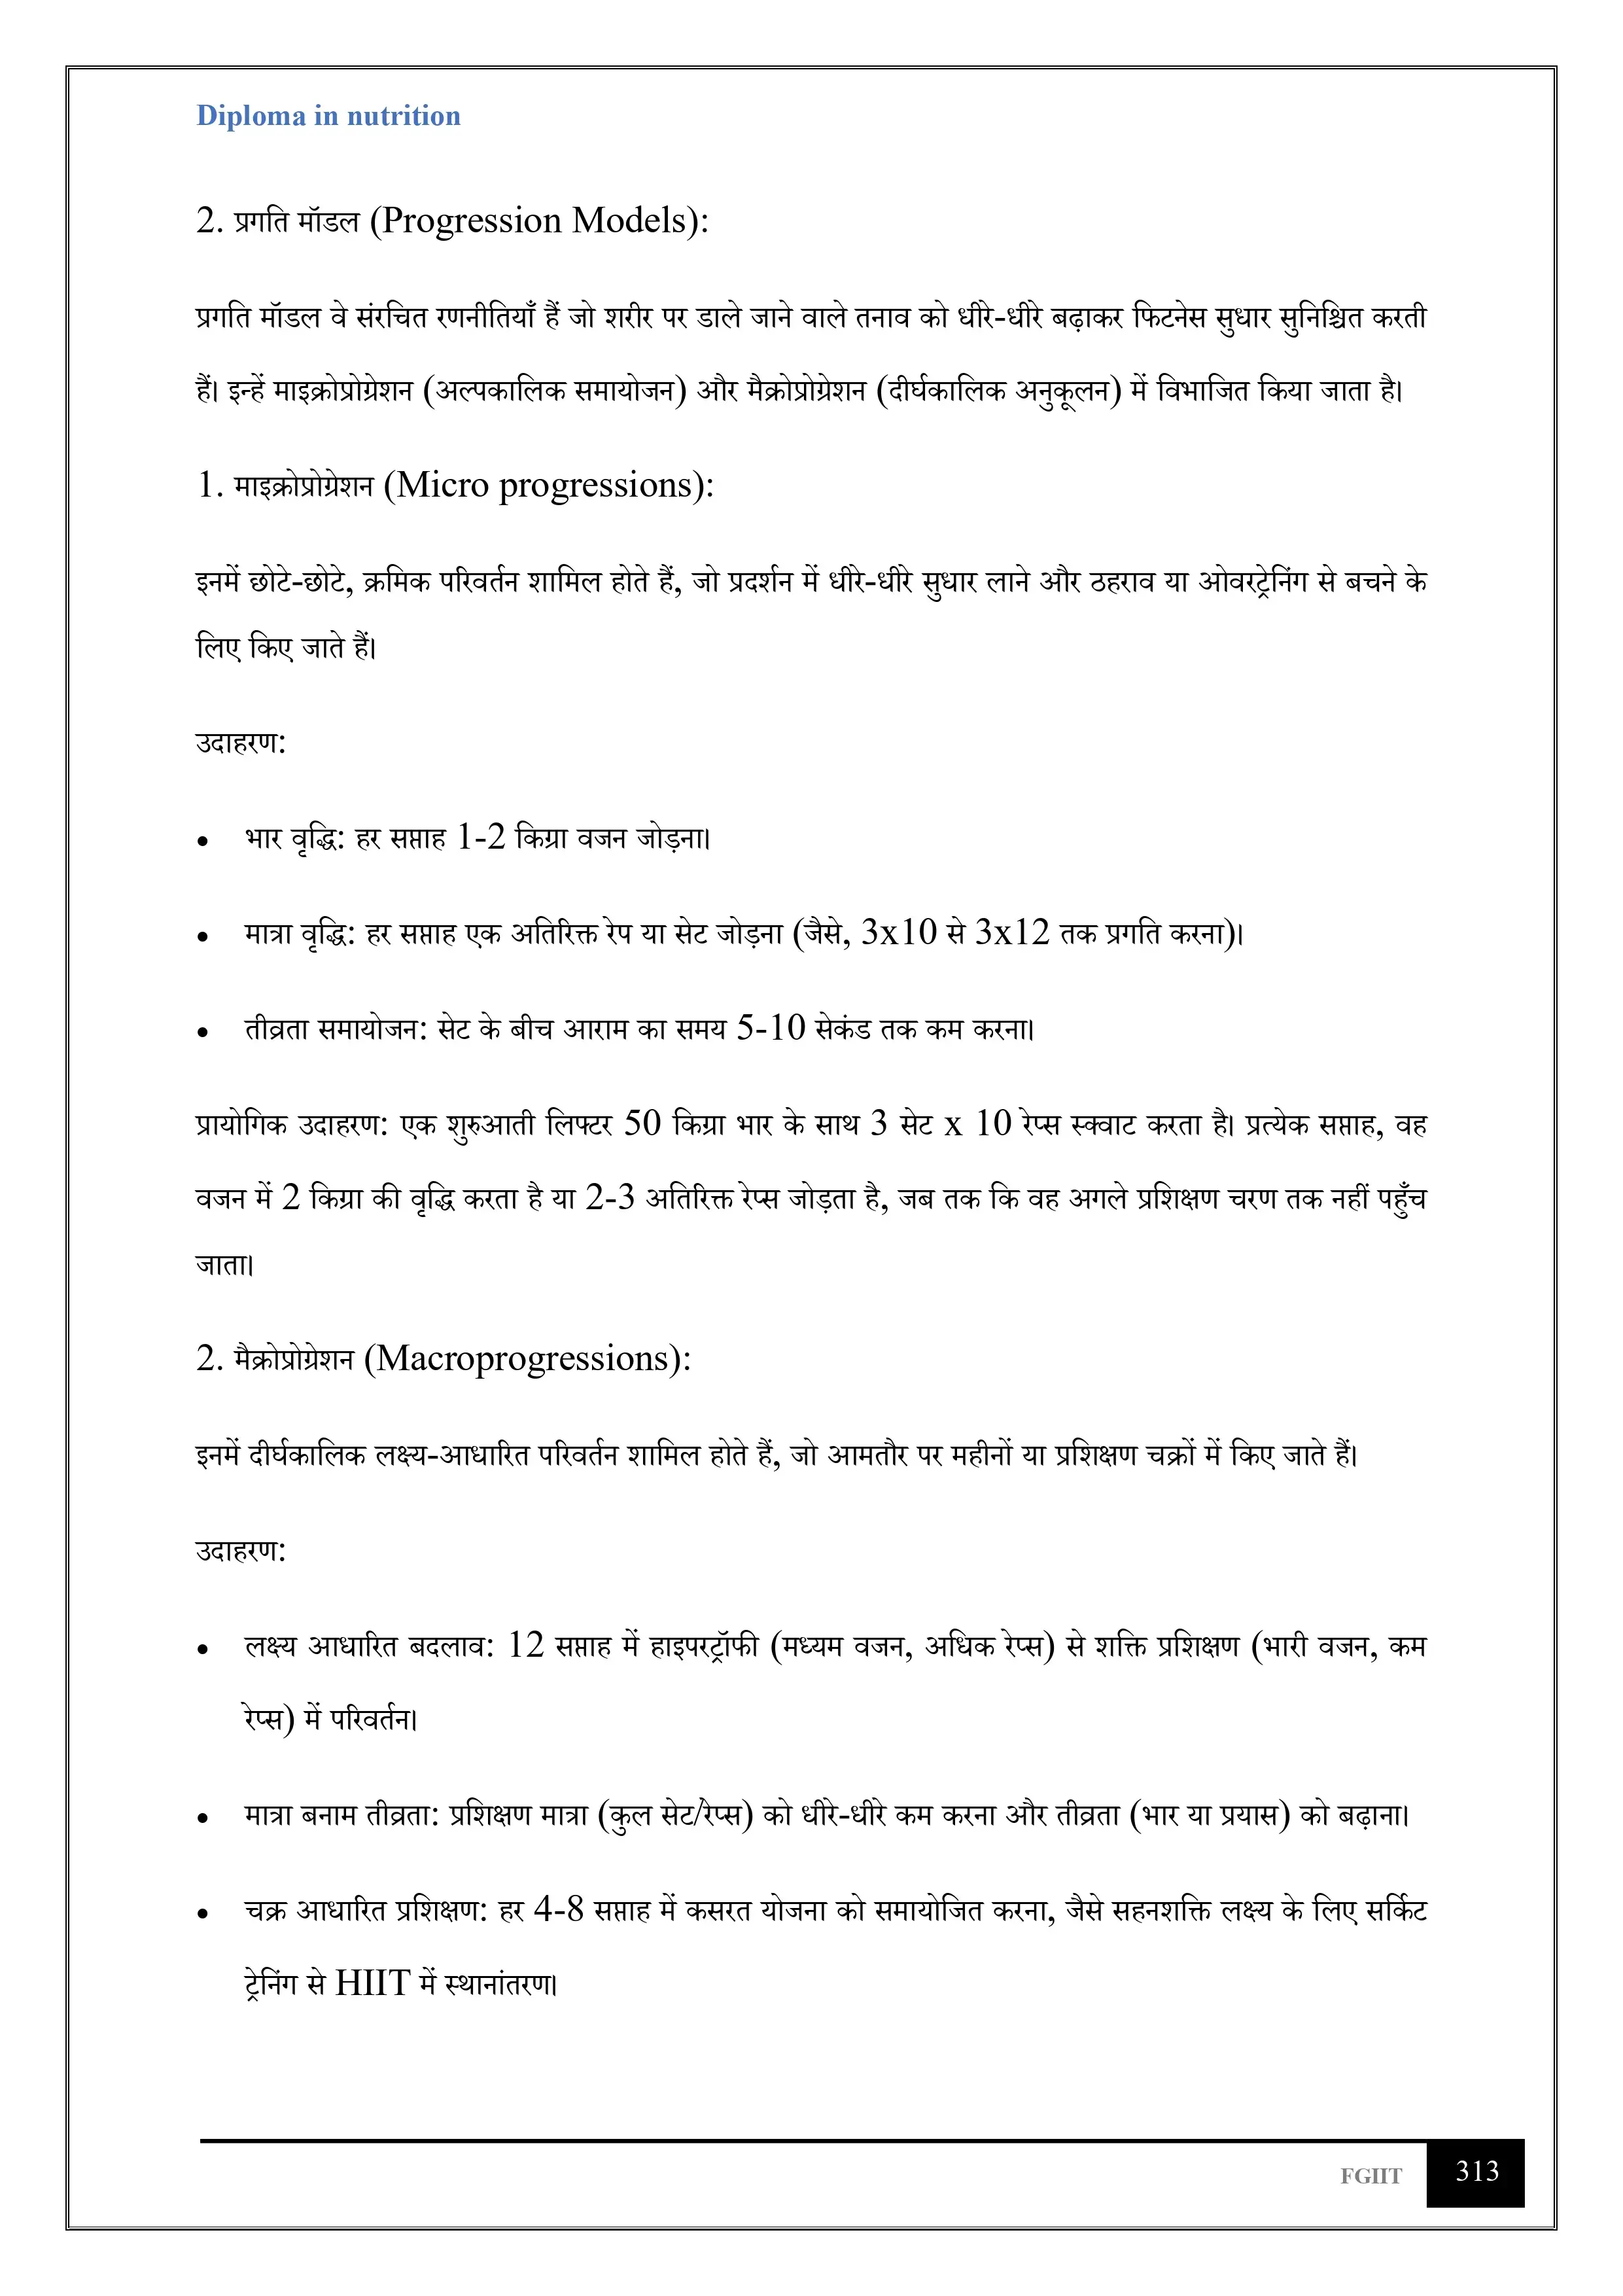 Diploma in nutrition
2. प्रगति मॉडल (Progression Models):
प्रगति मॉडल वे संरचित रणनीतियाँ हैं जो शरीर पर डाले जाने वाले तनाव को धीरे-धीरे बढ़ाकर फिटनेस सुधार सुनिश्चित करती
हैं। इन्हें माइक्रोप्रोग्रेशन (अल्पकालिक समायोजन) और मैक्रोप्रोग्रेशन (दीर्घकालिक अनुकूलन) में विभाजित किया जाता है।
1. माइक्रोप्रोग्रेशन (Micro progressions):
इनमें छोटे-छोटे, क्रमिक परिवर्तन शामिल होते हैं, जो प्रदर्शन में धीरे-धीरे सुधार लाने और ठहराव या ओवरट्रेनिंग से बचने के
लिए किए जाते हैं।
उदाहरण:
• भार वृद्धि: हर सप्ताह 1-2 किग्रा वजन जोड़ना।
• मात्रा वृद्धि: हर सप्ताह एक अतिरिक्त रेप या सेट जोड़ना (जैसे, 3x10 से 3x12 तक प्रगति करना)।
• तीव्रता समायोजन: सेट के बीच आराम का समय 5-10 सेकंड तक कम करना।
प्रायोगिक उदाहरण: एक शुरुआती लिफ्टर 50 किग्रा भार के साथ 3 सेट x 10 रेप्स स्क्वाट करता है। प्रत्येक सप्ताह, वह
वजन में 2 किग्रा की वृद्धि करता है या 2-3 अतिरिक्त रेप्स जोड़ता है, जब तक कि वह अगले प्रशिक्षण चरण तक नहीं पहुँच
जाता।
2. मैक्रोप्रोग्रेशन (Macroprogressions):
इनमें दीर्घकालिक लक्ष्य-आधारित परिवर्तन शामिल होते हैं, जो आमतौर पर महीनों या प्रशिक्षण चक्रों में किए जाते हैं।
उदाहरण:
• लक्ष्य आधारित बदलाव: 12 सप्ताह में हाइपरट्रॉफी (मध्यम वजन, अधिक रेप्स) से शक्ति प्रशिक्षण (भारी वजन, कम
रेप्स) में परिवर्तन।
• मात्रा बनाम तीव्रता: प्रशिक्षण मात्रा (कुल सेट/रेप्स) को धीरे-धीरे कम करना और तीव्रता (भार या प्रयास) को बढ़ाना।
• चक्र आधारित प्रशिक्षण: हर 4-8 सप्ताह में कसरत योजना को समायोजित करना, जैसे सहनशक्ति लक्ष्य के लिए सर्किट
ट्रेनिंग से HIIT में स्थानांतरण।
FGIIT 313